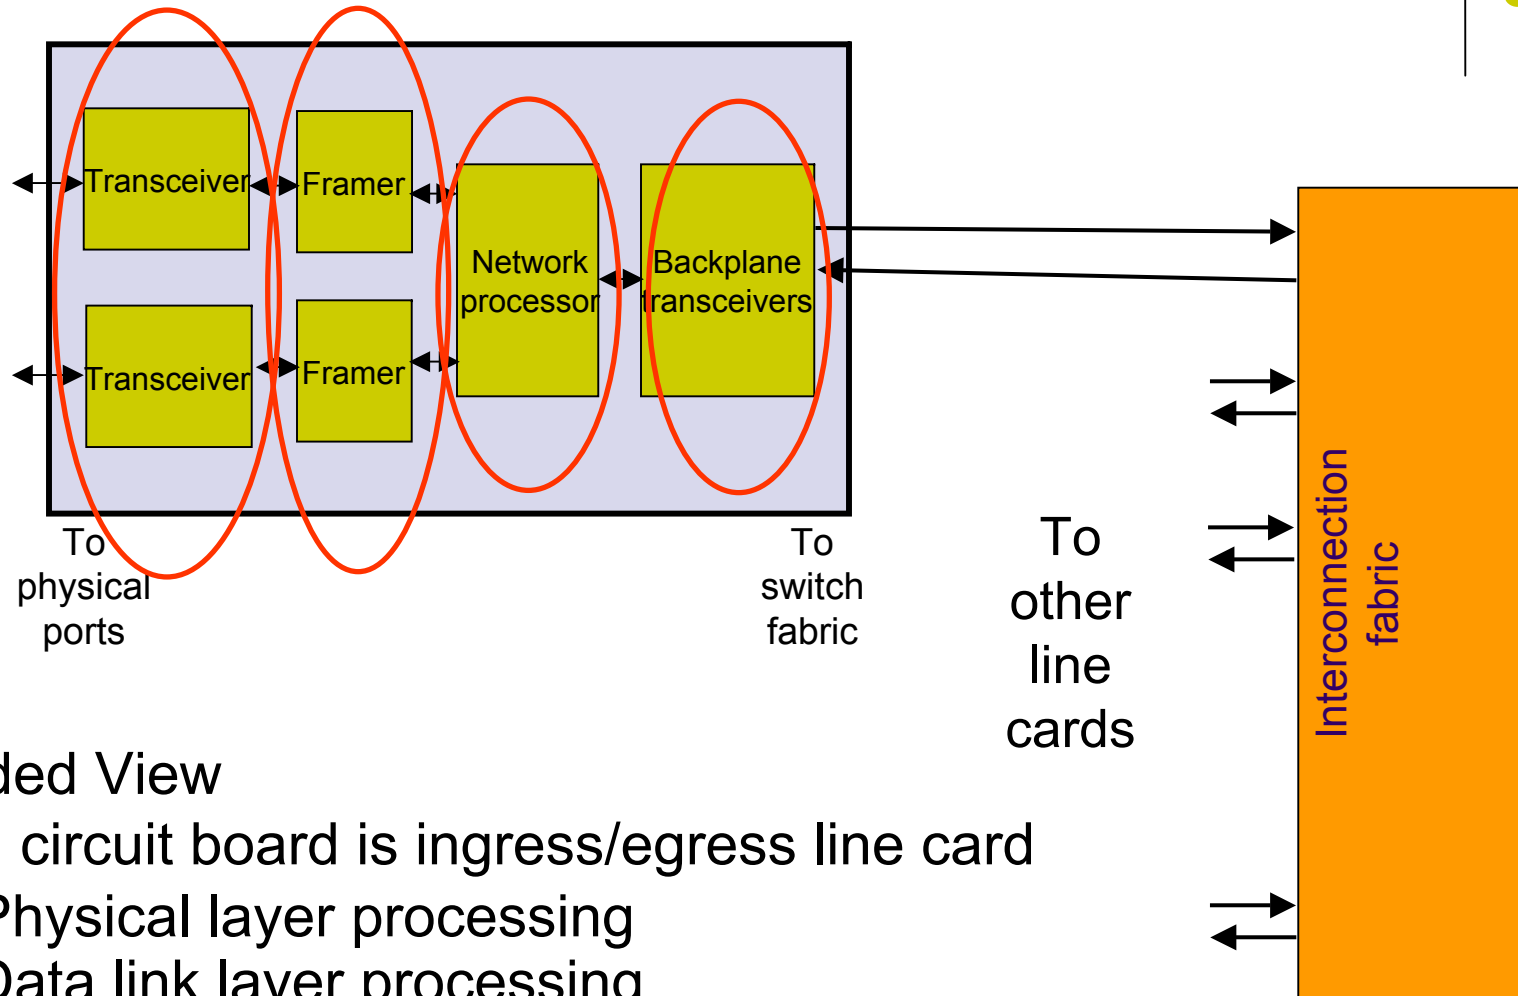 Transceiver
Framer
Network
processor
Backplane
transceivers
Transceiver
Framer
To
physical
ports
To
switch
fabric
To
other
line
cards
Interconnection
fabric
ded View
circuit board is ingress/egress line card
Physical layer processing
Data link layer processing